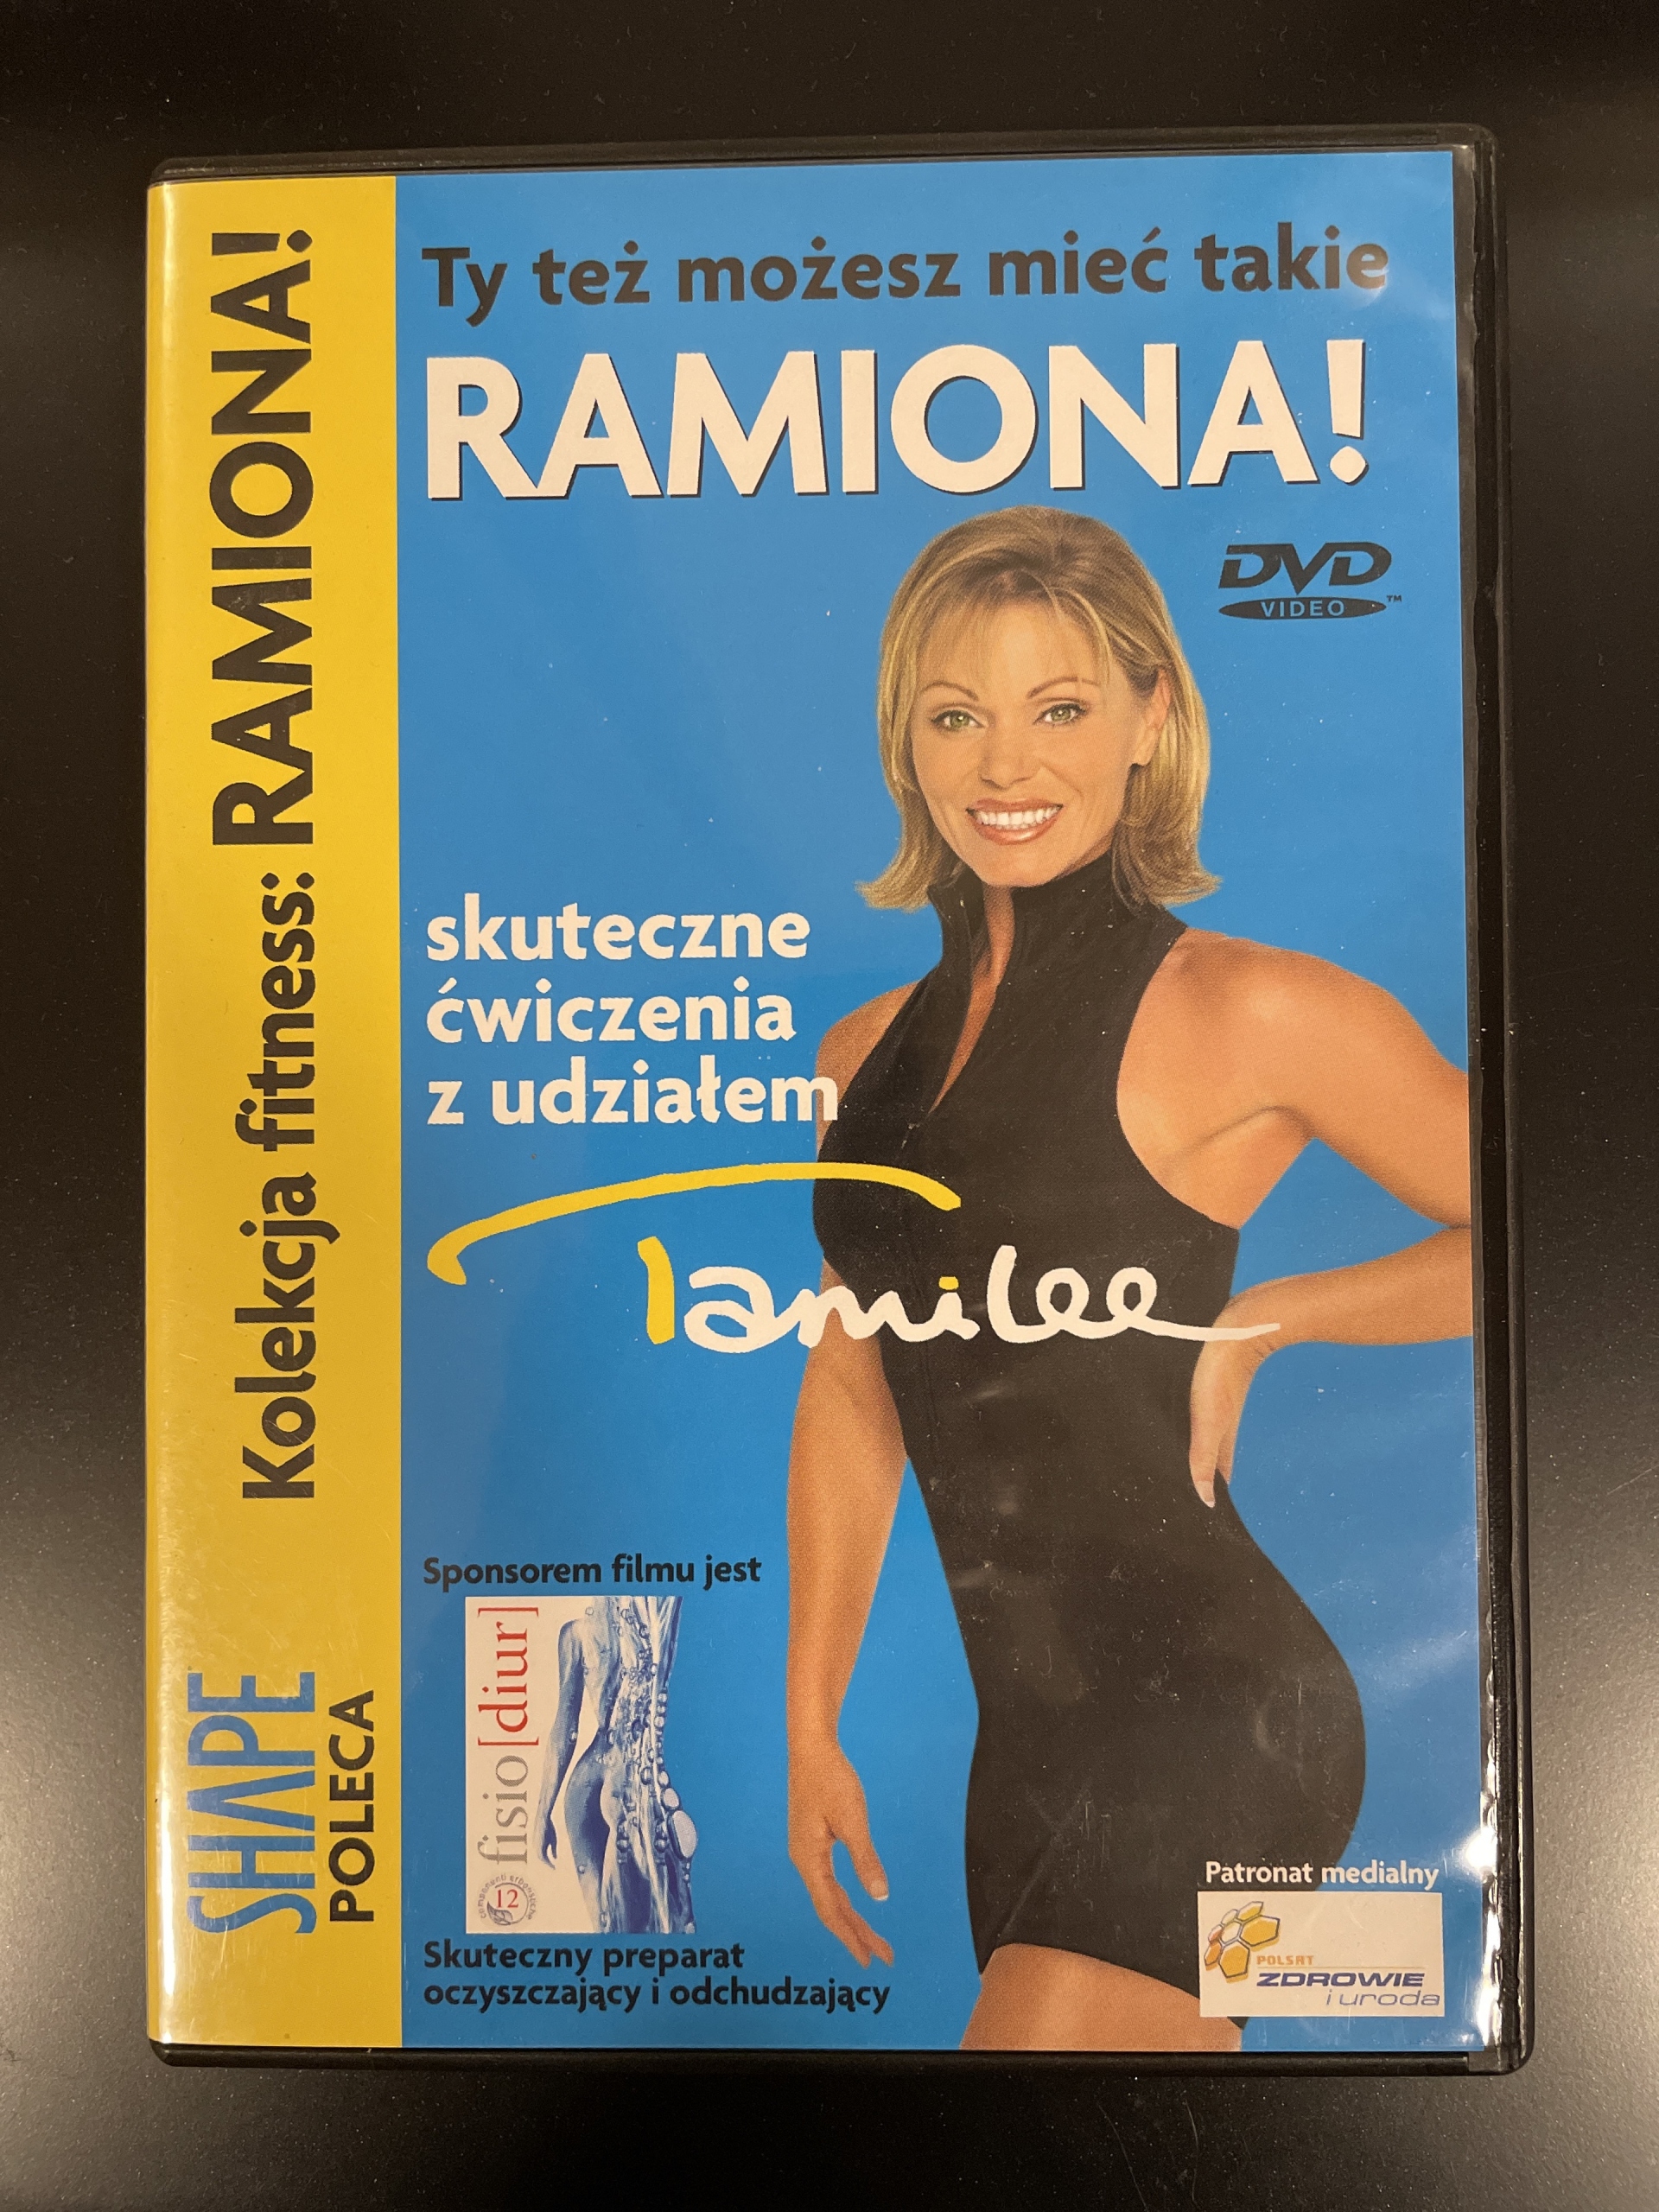 Ty też możesz mieć takie
RAMIONA!
DVD
VIDEO™
skuteczne
ćwiczenia
z udziałem
Tamilee
Sponsorem filmu jest
fisio[diur]
12
Skuteczny preparat
oczyszczający i odchudzający
Patronat medialny
POLSAT
ZDROWIE
i uroda
Kolekcja fitness: RAMIONA!
SHAPE
POLECA